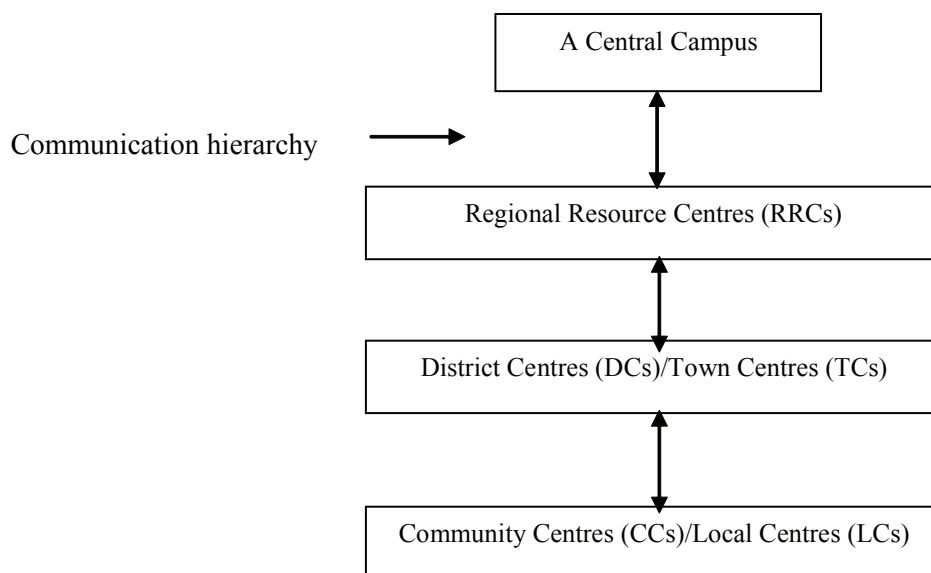 A Central Campus
Communication hierarchy
Regional Resource Centres (RRCs)
District Centres (DCs)/Town Centres (TCs)
Community Centres (CCs)/Local Centres (LCs)